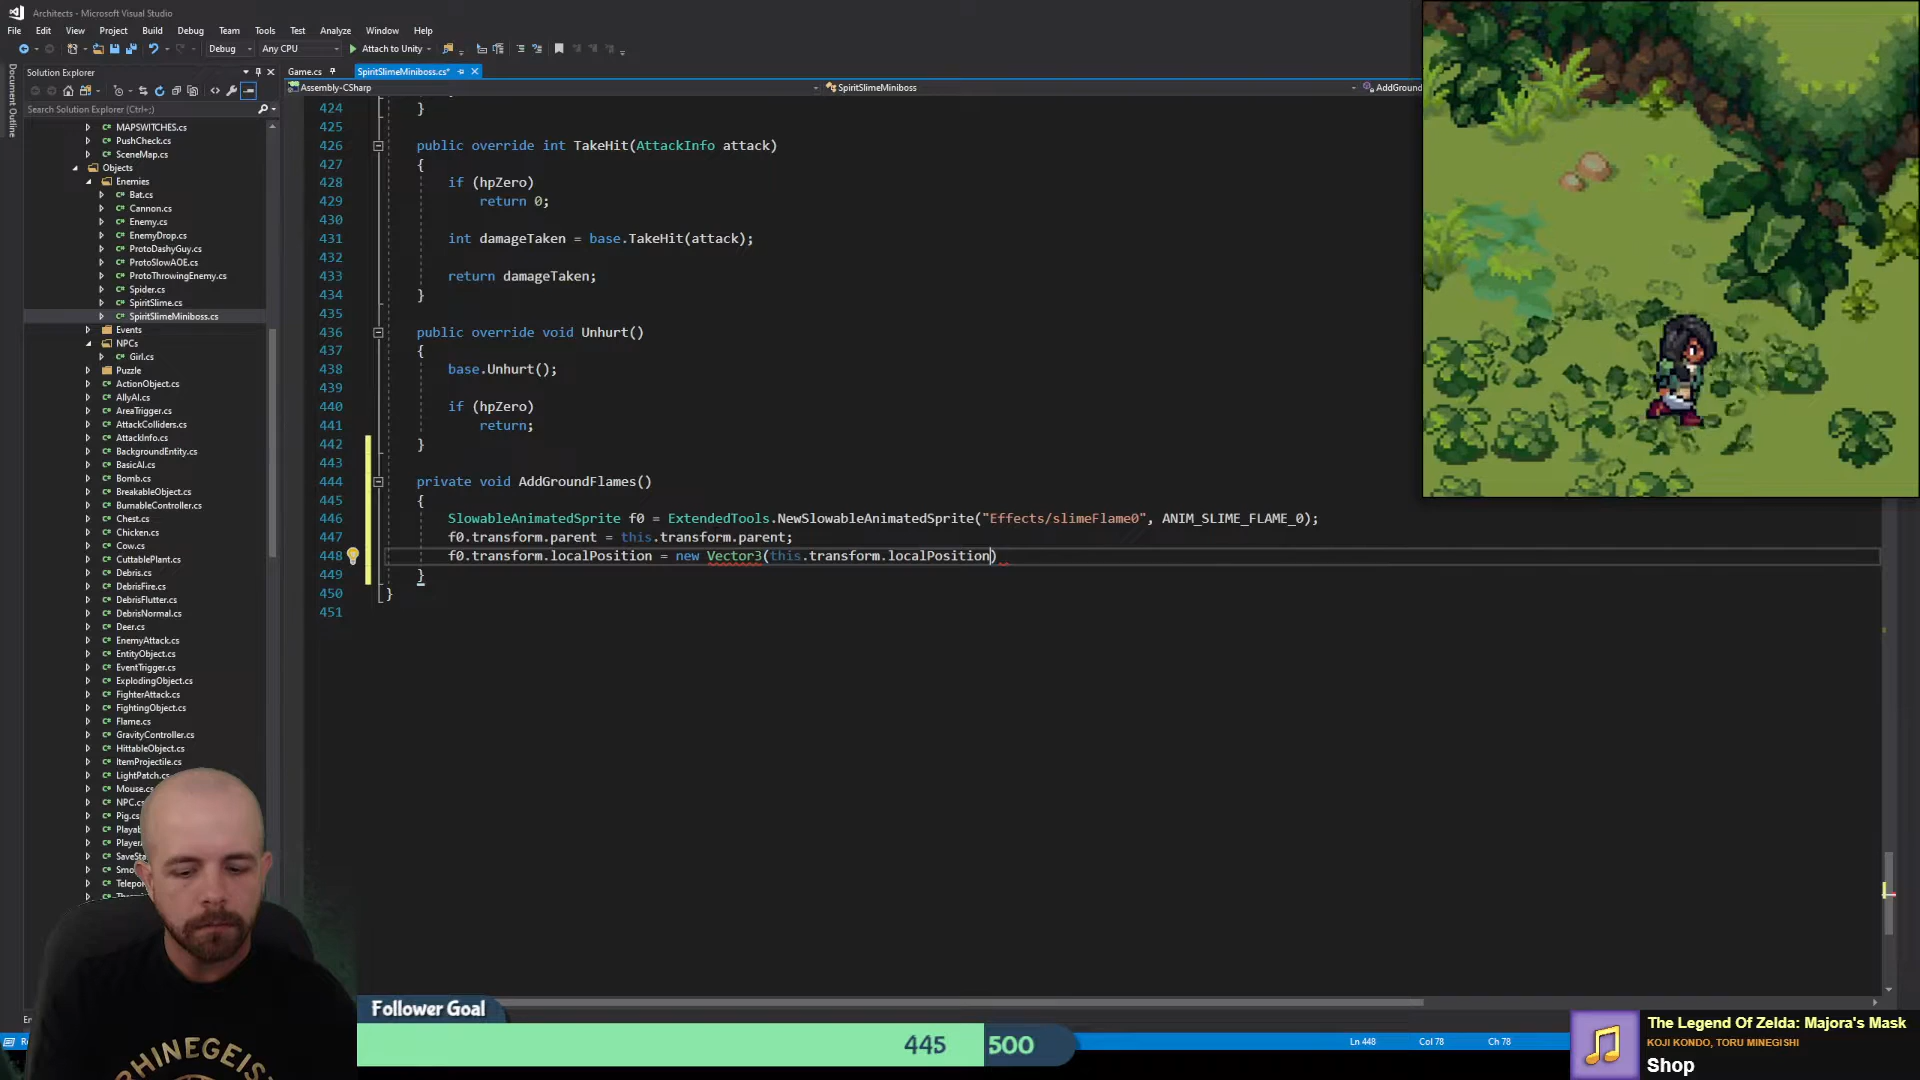 Architects - Microsoft Visual Studio
File Edit View Project Build Debug Team Tools Test Analyze Window Help
Debug Any CPU Attach to Unity
Document Outline
Solution Explorer
Search Solution Explorer (Ctrl+;)
MAPSWITCHES.cs
PushCheck.cs
SceneMap.cs
Objects
Enemies
Bat.cs
Cannon.cs
Enemy.cs
EnemyDrop.cs
ProtoDashyGuy.cs
ProtoSlowAOE.cs
ProtoThrowingEnemy.cs
Spider.cs
SpiritSlime.cs
SpiritSlimeMiniboss.cs
Events
NPCs
Girl.cs
Puzzle
ActionObject.cs
AllyAI.cs
AreaTrigger.cs
AttackColliders.cs
AttackInfo.cs
BackgroundEntity.cs
BasicAI.cs
Bomb.cs
BreakableObject.cs
BurnableController.cs
Chest.cs
Chicken.cs
Cow.cs
CuttablePlant.cs
Debris.cs
DebrisFire.cs
DebrisFlutter.cs
DebrisNormal.cs
Deer.cs
EnemyAttack.cs
EntityObject.cs
EventTrigger.cs
ExplodingObject.cs
FighterAttack.cs
FightingObject.cs
Flame.cs
GravityController.cs
HittableObject.cs
ItemProjectile.cs
LightPatch.cs
Mouse.cs
NPC.cs
Pig.cs
Game.cs SpiritSlimeMiniboss.cs*
Assembly-CSharp SpiritSlimeMiniboss AddGround
424 }
425
426 public override int TakeHit(AttackInfo attack)
427 {
428 if (hpZero)
429 return 0;
430
431 int damageTaken = base.TakeHit(attack);
432
433 return damageTaken;
434 }
435
436 public override void Unhurt()
437 {
438 base.Unhurt();
439
440 if (hpZero)
441 return;
442 }
443
444 private void AddGroundFlames()
445 {
446 SlowableAnimatedSprite f0 = ExtendedTools.NewSlowableAnimatedSprite("Effects/slimeFlame0", ANIM_SLIME_FLAME_0);
447 f0.transform.parent = this.transform.parent;
448 f0.transform.localPosition = new Vector3(this.transform.localPosition)
449 }
450 }
451
Ln 448 Col 78 Ch 78
Follower Goal
445 500
RHINEGEIST
The Legend Of Zelda: Majora's Mask
KOJI KONDO, TORU MINEGISHI
Shop